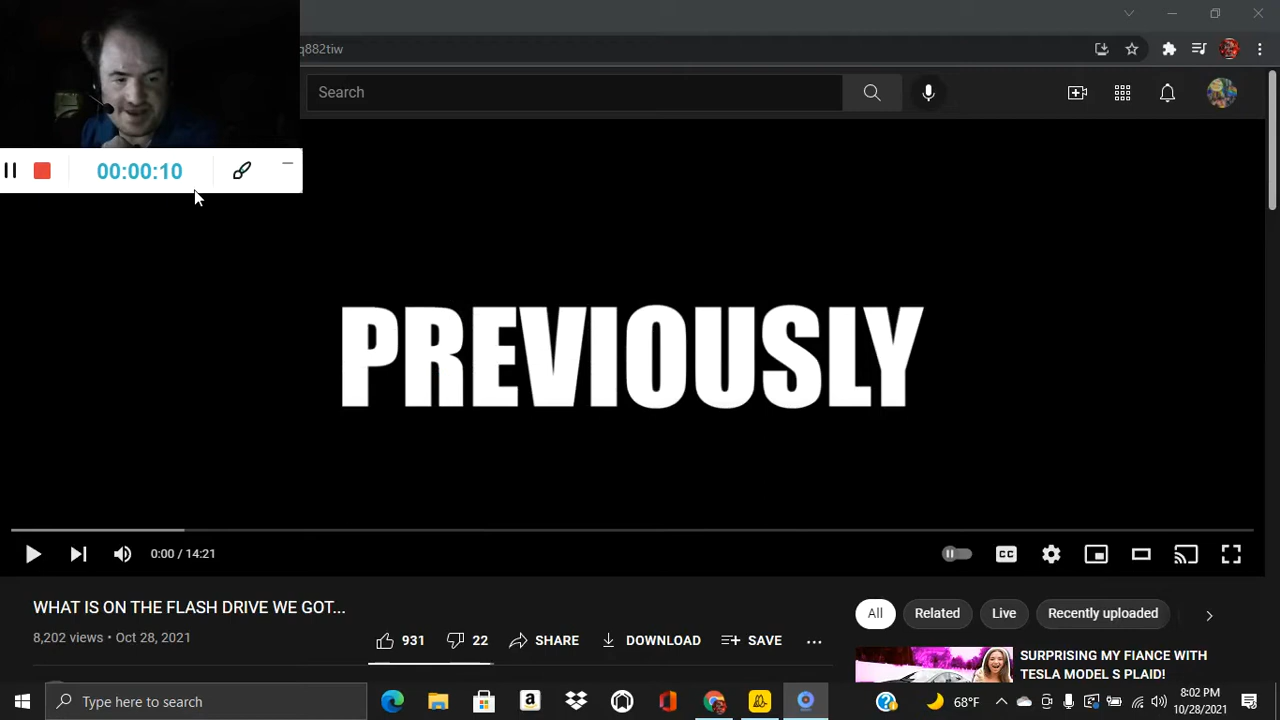 q882tiw
Search
00:00:10
PREVIOUSLY
0:00 / 14:21
CC
WHAT IS ON THE FLASH DRIVE WE GOT...
8,202 views • Oct 28, 2021
931
22
SHARE
DOWNLOAD
SAVE
All
Related
Live
Recently uploaded
SURPRISING MY FIANCE WITH
TESLA MODEL S PLAID!
Type here to search
68°F
8:02 PM
10/28/2021